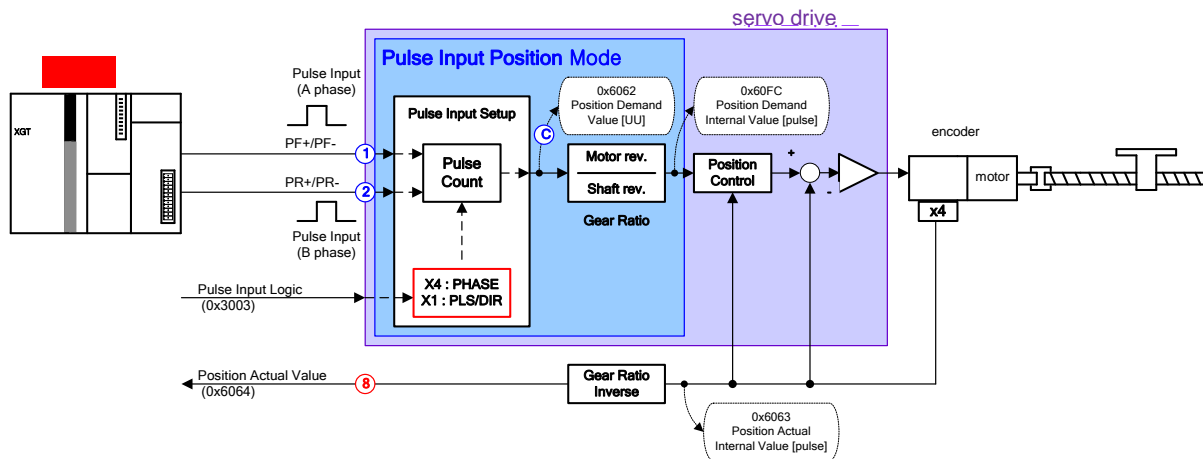 servo drive
Pulse Input Position Mode
Pulse Input
(A phase)
0x6062
Position Demand
Value [UU]
0x60FC
Position Demand
Internal Value [pulse]
XGT
Pulse Input Setup
C
encoder
PF+/PF-
1
Pulse
Count
Motor rev.
Shaft rev.
Position
Control
+
-
motor
PR+/PR-
2
Gear Ratio
x4
Pulse Input
(B phase)
X4 : PHASE
X1 : PLS/DIR
Pulse Input Logic
(0x3003)
Position Actual Value
(0x6064)
8
Gear Ratio
Inverse
0x6063
Position Actual
Internal Value [pulse]